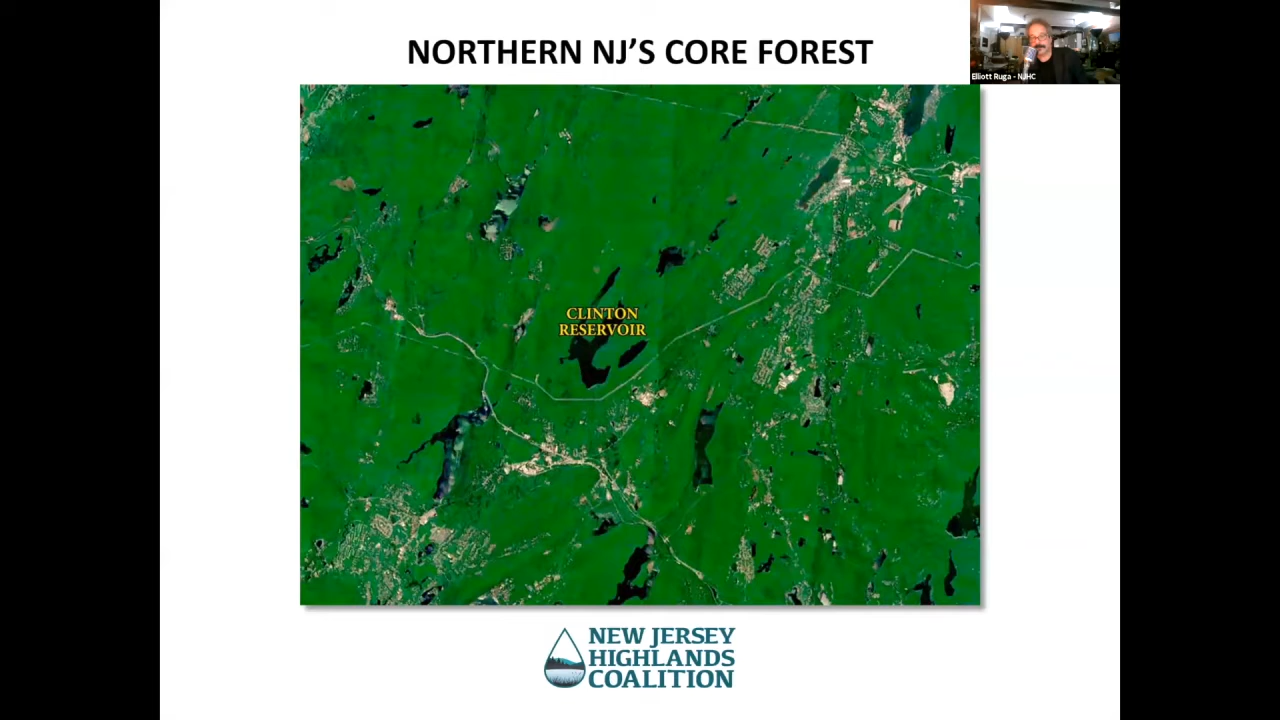 NORTHERN NJ'S CORE FOREST
Elliott Ruga - NJHC
CLINTON
RESERVOIR
NEW JERSEY
HIGHLANDS
COALITION